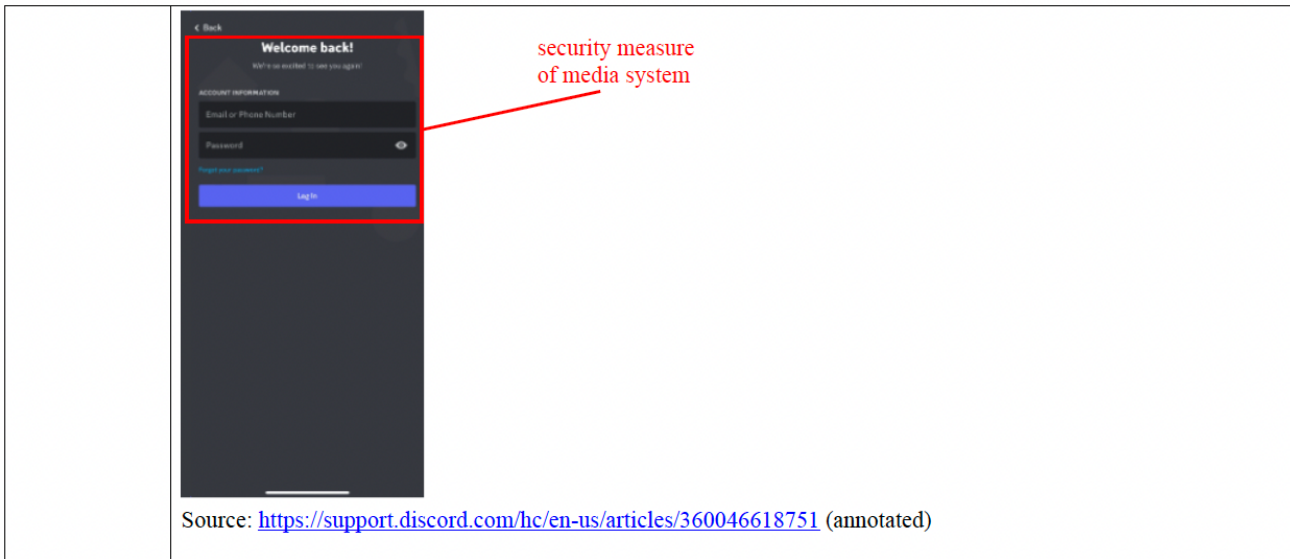 < Back
Welcome back!
We're so excited to see you again!
ACCOUNT INFORMATION
Email or Phone Number
Password
Forgot your password?
Log In
security measure
of media system
Source: https://support.discord.com/hc/en-us/articles/360046618751 (annotated)